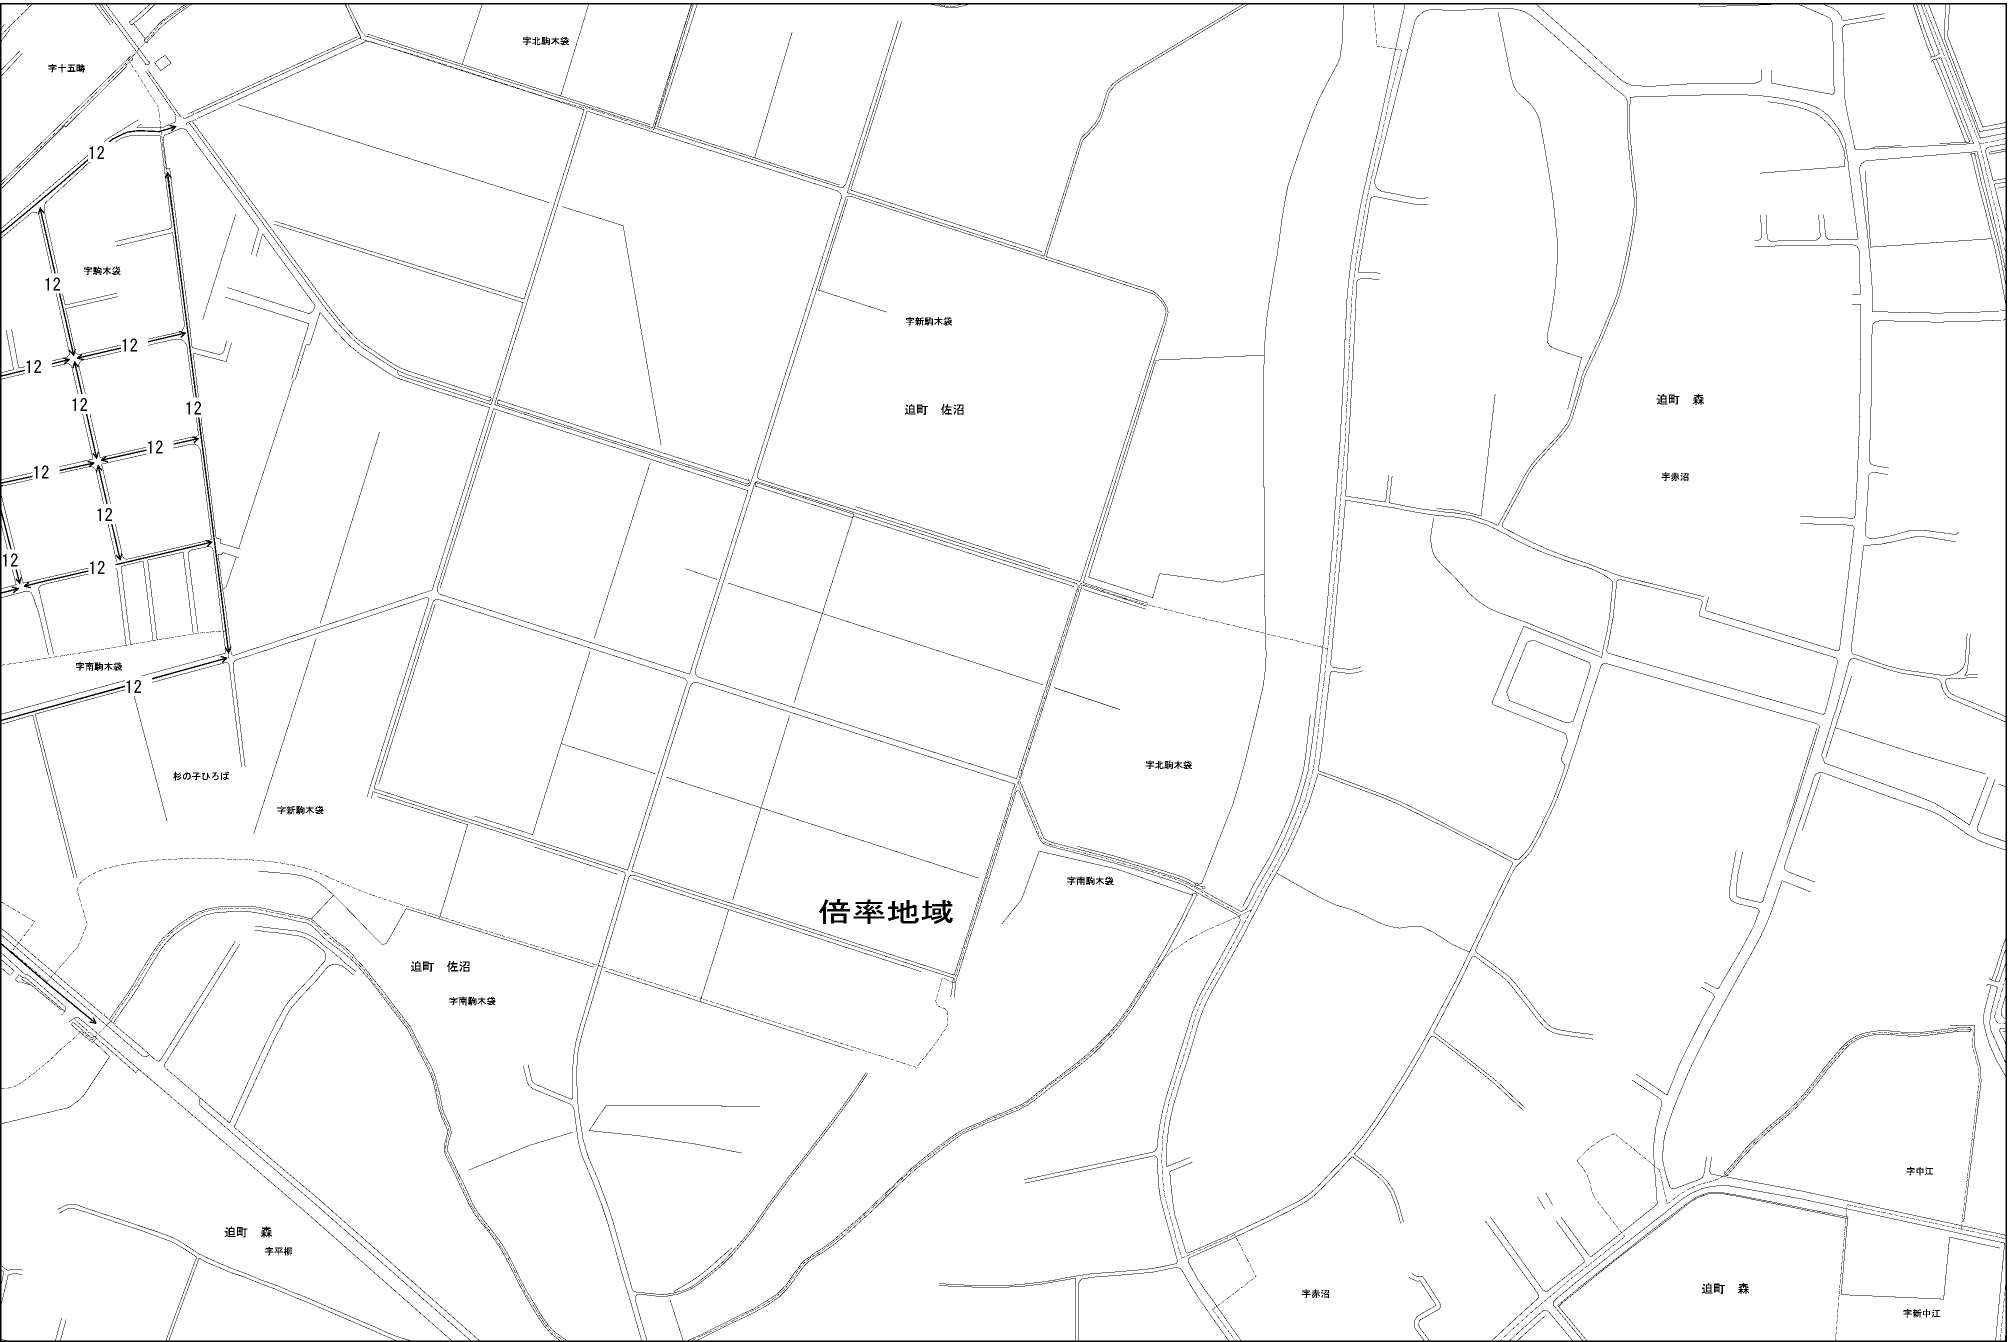 字北駒木袋
字十五畸
12
字駒木袋
12
字新駒木袋
12
12
迫町　森
12
12
迫町　佐沼
12
12
字赤沼
12
12
12
字南駒木袋
12
字北駒木袋
杉の子ひろば
字新駒木袋
字南駒木袋
倍率地域
迫町　佐沼
字南駒木袋
字中江
迫町　森
字平柳
迫町　森
字赤沼
字新中江